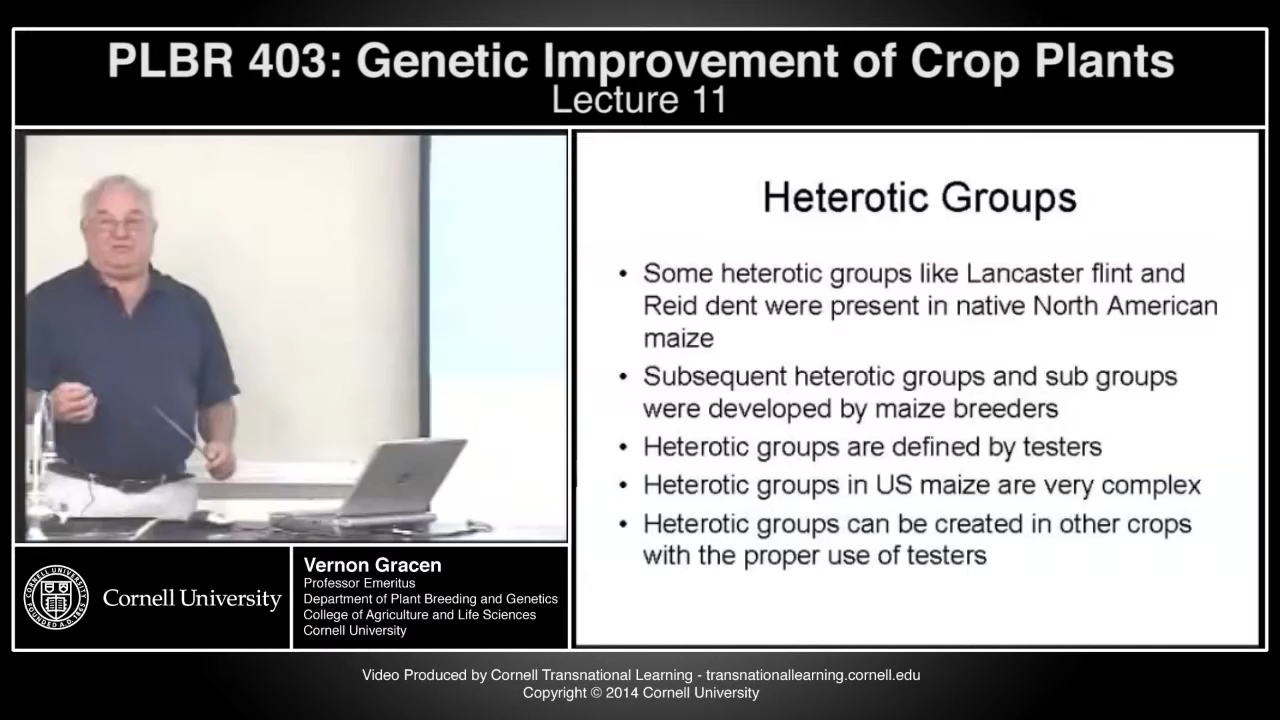 PLBR 403: Genetic Improvement of Crop Plants
Lecture 11
Heterotic Groups
• Some heterotic groups like Lancaster flint and
Reid dent were present in native North American
maize
• Subsequent heterotic groups and sub groups
were developed by maize breeders
• Heterotic groups are defined by testers
• Heterotic groups in US maize are very complex
• Heterotic groups can be created in other crops
with the proper use of testers
Cornell University
Vernon Gracen
Professor Emeritus
Department of Plant Breeding and Genetics
College of Agriculture and Life Sciences
Cornell University
Video Produced by Cornell Transnational Learning - transnationallearning.cornell.edu
Copyright © 2014 Cornell University